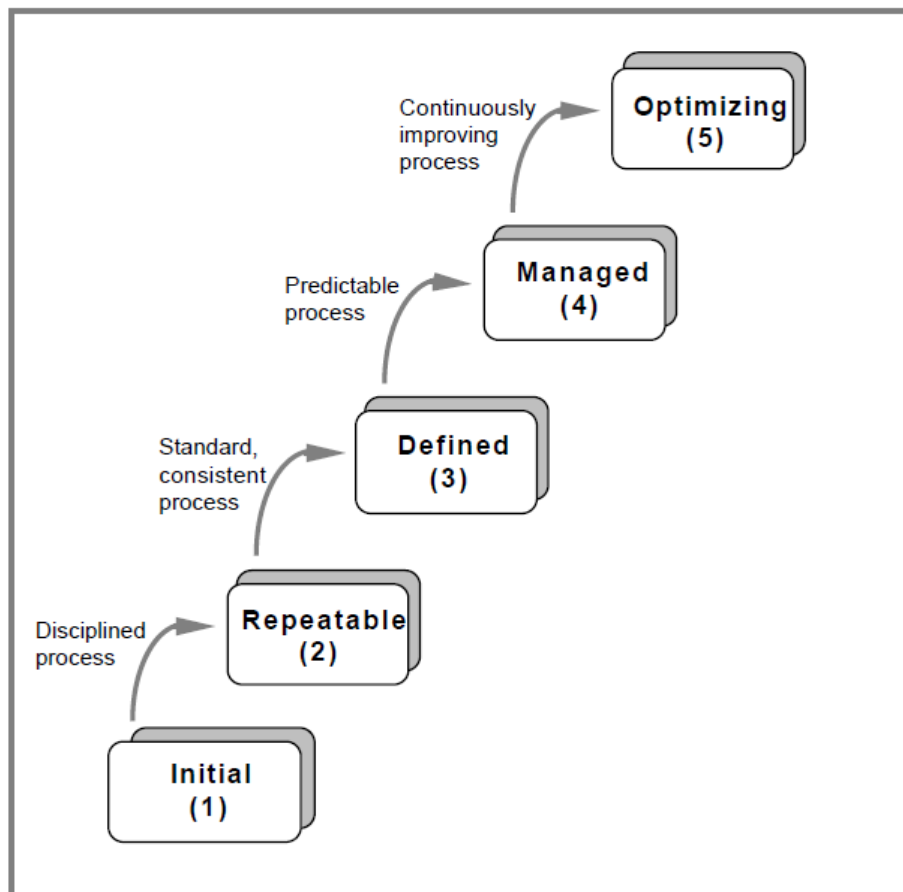 Continuously
improving
process
Optimizing
(5)
Predictable
process
Managed
(4)
Standard,
consistent
process
Defined
(3)
Disciplined
process
Repeatable
(2)
Initial
(1)